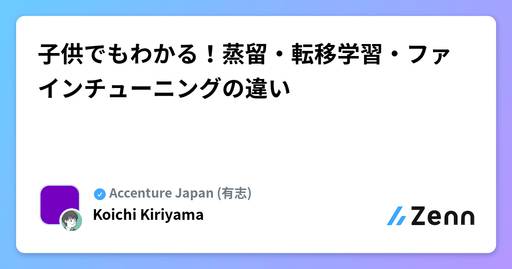 子供でもわかる！蒸留・転移学習・ファ
インチューニングの違い
Accenture Japan (有志)
Koichi Kiriyama
Zenn